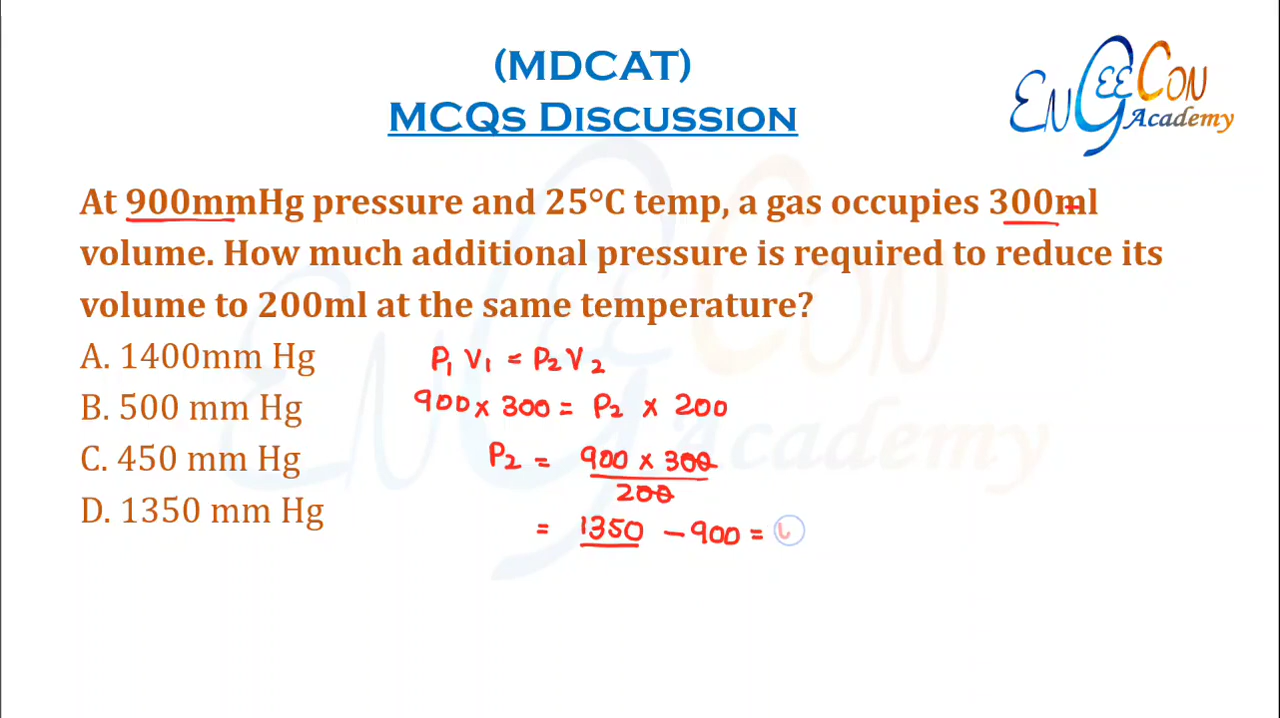 (MDCAT)
MCQs Discussion
EnGeeCon
Academy
At 900mmHg pressure and 25°C temp, a gas occupies 300ml
volume. How much additional pressure is required to reduce its
volume to 200ml at the same temperature?
A. 1400mm Hg
B. 500 mm Hg
C. 450 mm Hg
D. 1350 mm Hg
P₁ V₁ = P₂ V₂
900 × 300 = P₂ × 200
P₂ = 900 × 300
200
= 1350 − 900 =